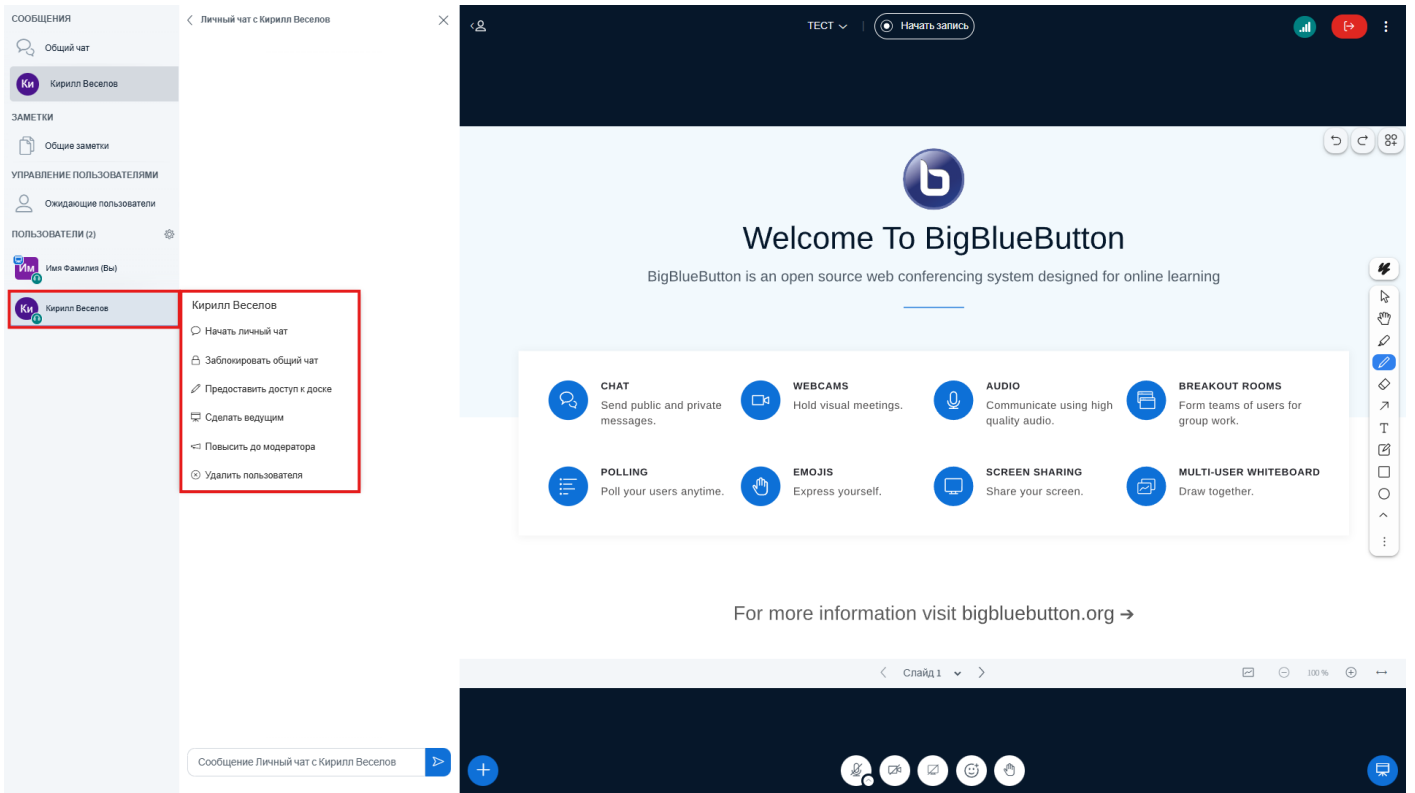 СООБЩЕНИЯ
Общий чат
Ки
Кирилл Веселов
ЗАМЕТКИ
Общие заметки
УПРАВЛЕНИЕ ПОЛЬЗОВАТЕЛЯМИ
Ожидающие пользователи
ПОЛЬЗОВАТЕЛИ (2)
Им
Имя Фамилия (Вы)
Ки
Кирилл Веселов
Личный чат с Кирилл Веселов
Кирилл Веселов
Начать личный чат
Заблокировать общий чат
Предоставить доступ к доске
Сделать ведущим
Повысить до модератора
Удалить пользователя
Сообщение Личный чат с Кирилл Веселов
ТЕСТ
Начать запись
b
Welcome To BigBlueButton
BigBlueButton is an open source web conferencing system designed for online learning
CHAT
Send public and private
messages.
WEBCAMS
Hold visual meetings.
AUDIO
Communicate using high
quality audio.
BREAKOUT ROOMS
Form teams of users for
group work.
POLLING
Poll your users anytime.
EMOJIS
Express yourself.
SCREEN SHARING
Share your screen.
MULTI-USER WHITEBOARD
Draw together.
For more information visit bigbluebutton.org →
Слайд 1
100 %
T